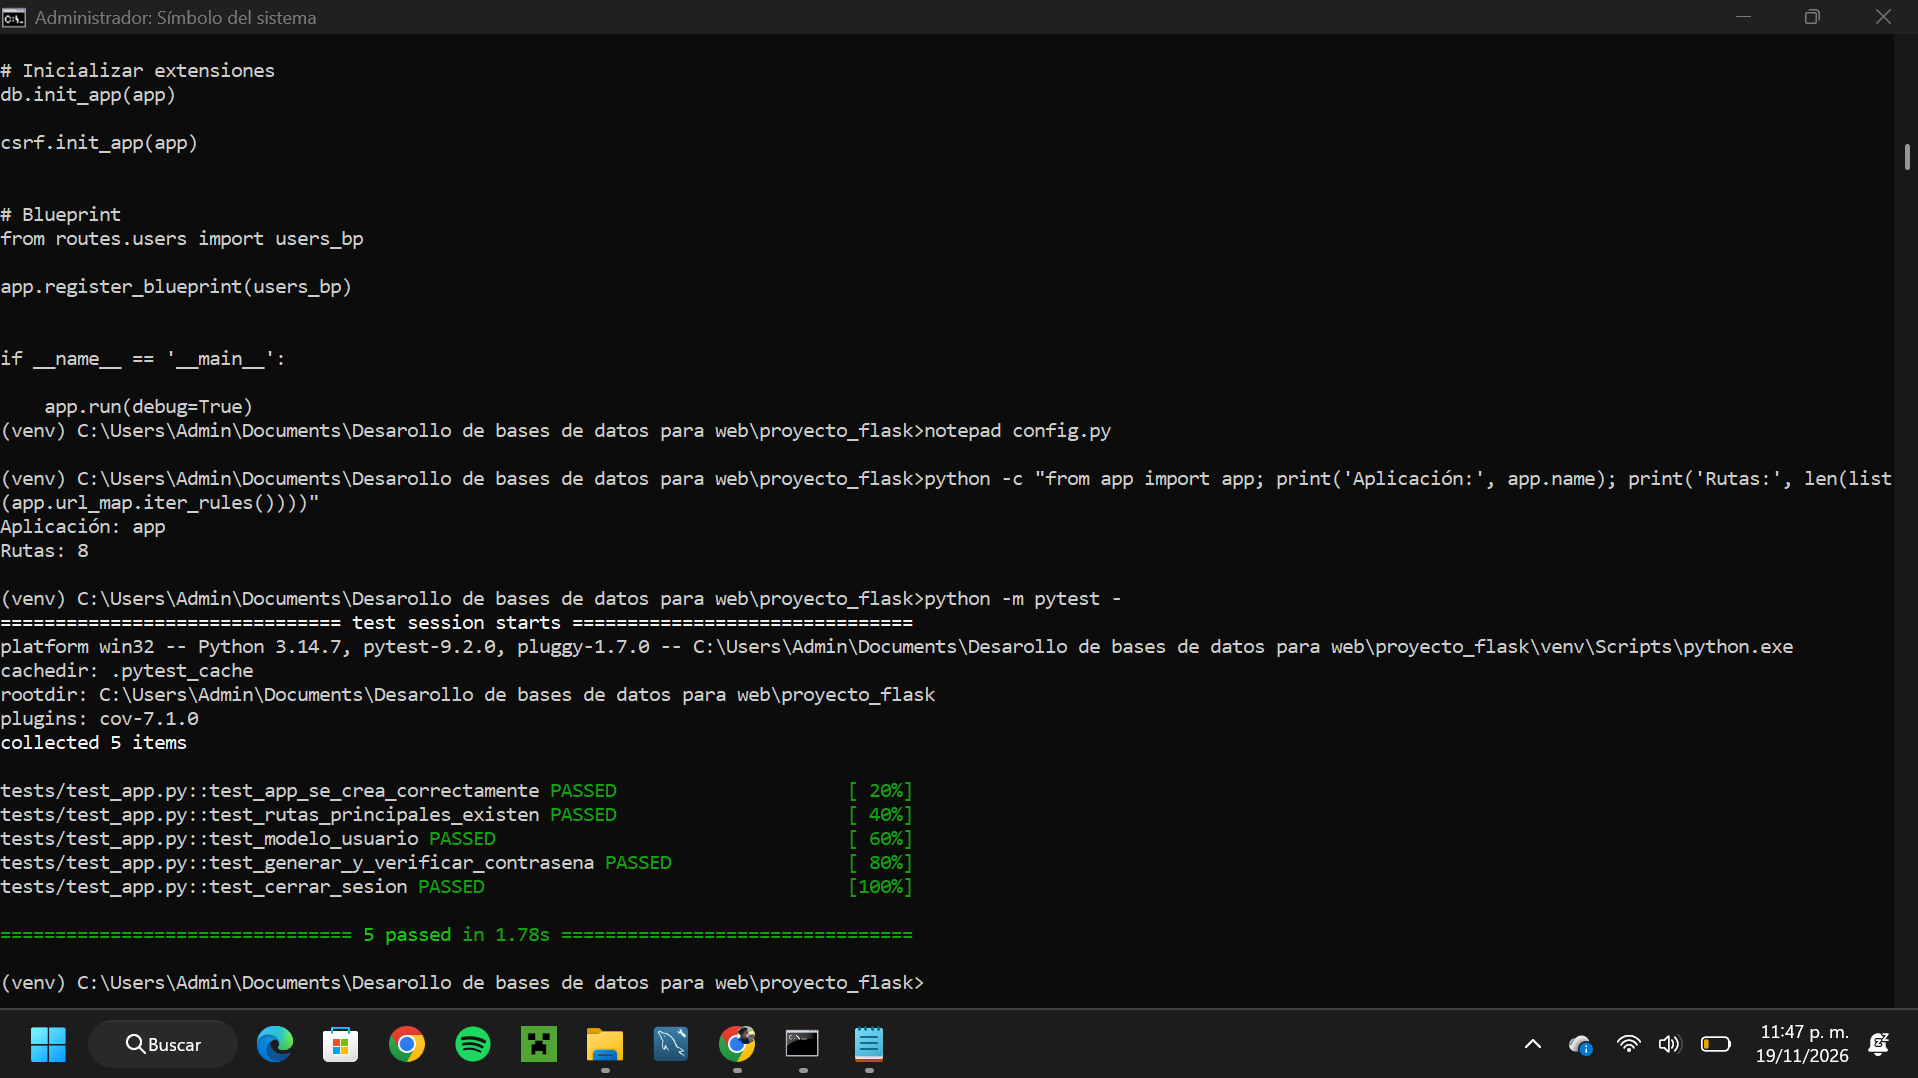 Administrador: Símbolo del sistema
# Inicializar extensiones
db.init_app(app)
csrf.init_app(app)
# Blueprint
from routes.users import users_bp
app.register_blueprint(users_bp)
if __name__ == '__main__':
    app.run(debug=True)
(venv) C:\Users\Admin\Documents\Desarollo de bases de datos para web\proyecto_flask>notepad config.py
(venv) C:\Users\Admin\Documents\Desarollo de bases de datos para web\proyecto_flask>python -c "from app import app; print('Aplicación:', app.name); print('Rutas:', len(list
(app.url_map.iter_rules())))"
Aplicación: app
Rutas: 8
(venv) C:\Users\Admin\Documents\Desarollo de bases de datos para web\proyecto_flask>python -m pytest -
=============================== test session starts ===============================
platform win32 -- Python 3.14.7, pytest-9.2.0, pluggy-1.7.0 -- C:\Users\Admin\Documents\Desarollo de bases de datos para web\proyecto_flask\venv\Scripts\python.exe
cachedir: .pytest_cache
rootdir: C:\Users\Admin\Documents\Desarollo de bases de datos para web\proyecto_flask
plugins: cov-7.1.0
collected 5 items
tests/test_app.py::test_app_se_crea_correctamente PASSED [ 20%]
tests/test_app.py::test_rutas_principales_existen PASSED [ 40%]
tests/test_app.py::test_modelo_usuario PASSED [ 60%]
tests/test_app.py::test_generar_y_verificar_contrasena PASSED [ 80%]
tests/test_app.py::test_cerrar_sesion PASSED [100%]
================================ 5 passed in 1.78s ================================
(venv) C:\Users\Admin\Documents\Desarollo de bases de datos para web\proyecto_flask>
Buscar
11:47 p. m.
19/11/2026